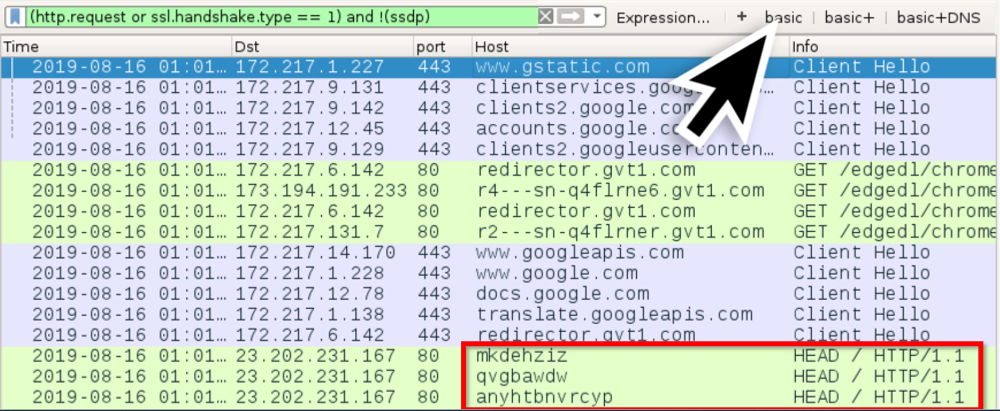 (http.request or ssl.handshake.type == 1) and !(ssdp) Expression... + basic basic+ basic+DNS
Time Dst port Host Info
2019-08-16 01:01… 172.217.1.227 443 www.gstatic.com Client Hello
2019-08-16 01:01… 172.217.9.131 443 Client Hello
2019-08-16 01:01… 172.217.9.142 443 clients2.google.com Client Hello
2019-08-16 01:01… 172.217.12.45 443 Client Hello
2019-08-16 01:01… 172.217.9.129 443 clients2.googleuserconten… Client Hello
2019-08-16 01:01… 172.217.6.142 80 redirector.gvt1.com GET /edgedl/chrome
2019-08-16 01:01… 173.194.191.233 80 r4---sn-q4flrne6.gvt1.com GET /edgedl/chrome
2019-08-16 01:01… 172.217.6.142 80 redirector.gvt1.com GET /edgedl/chrome
2019-08-16 01:01… 172.217.131.7 80 r2---sn-q4flrner.gvt1.com GET /edgedl/chrome
2019-08-16 01:01… 172.217.14.170 443 www.googleapis.com Client Hello
2019-08-16 01:01… 172.217.1.228 443 www.google.com Client Hello
2019-08-16 01:01… 172.217.12.78 443 docs.google.com Client Hello
2019-08-16 01:01… 172.217.1.138 443 translate.googleapis.com Client Hello
2019-08-16 01:01… 172.217.6.142 443 redirector.gvt1.com Client Hello
2019-08-16 01:01… 23.202.231.167 80 mkdehziz HEAD / HTTP/1.1
2019-08-16 01:01… 23.202.231.167 80 qvgbawdw HEAD / HTTP/1.1
2019-08-16 01:01… 23.202.231.167 80 anyhtbnvrcyp HEAD / HTTP/1.1